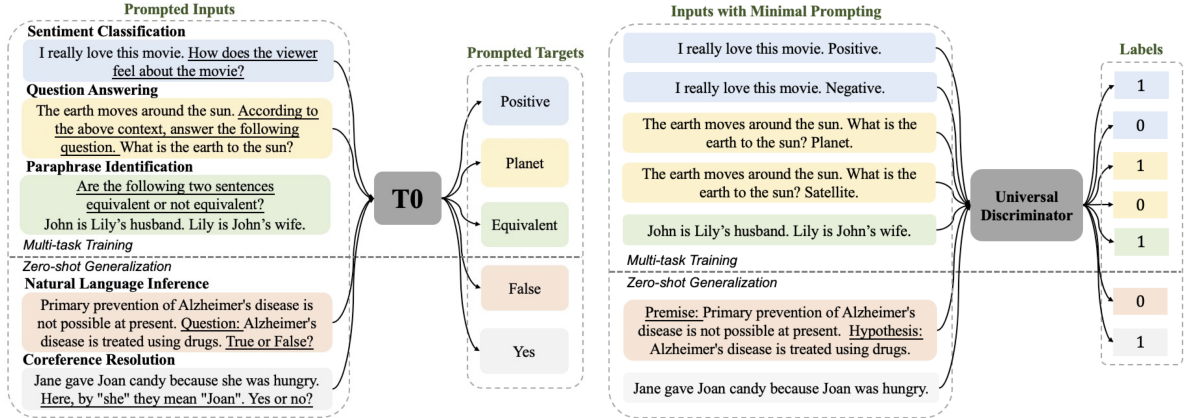 Prompted Inputs
Sentiment Classification
I really love this movie. How does the viewer
feel about the movie?
Question Answering
The earth moves around the sun. According to
the above context, answer the following
question. What is the earth to the sun?
Paraphrase Identification
Are the following two sentences
equivalent or not equivalent?
John is Lily's husband. Lily is John's wife.
Multi-task Training
Zero-shot Generalization
Natural Language Inference
Primary prevention of Alzheimer's disease is
not possible at present. Question: Alzheimer's
disease is treated using drugs. True or False?
Coreference Resolution
Jane gave Joan candy because she was hungry.
Here, by "she" they mean "Joan". Yes or no?
T0
Prompted Targets
Positive
Planet
Equivalent
False
Yes
Inputs with Minimal Prompting
I really love this movie. Positive.
I really love this movie. Negative.
The earth moves around the sun. What is the
earth to the sun? Planet.
The earth moves around the sun. What is the
earth to the sun? Satellite.
John is Lily's husband. Lily is John's wife.
Multi-task Training
Zero-shot Generalization
Premise: Primary prevention of Alzheimer's
disease is not possible at present. Hypothesis:
Alzheimer's disease is treated using drugs.
Jane gave Joan candy because Joan was hungry.
Universal
Discriminator
Labels
1
0
1
0
1
0
1